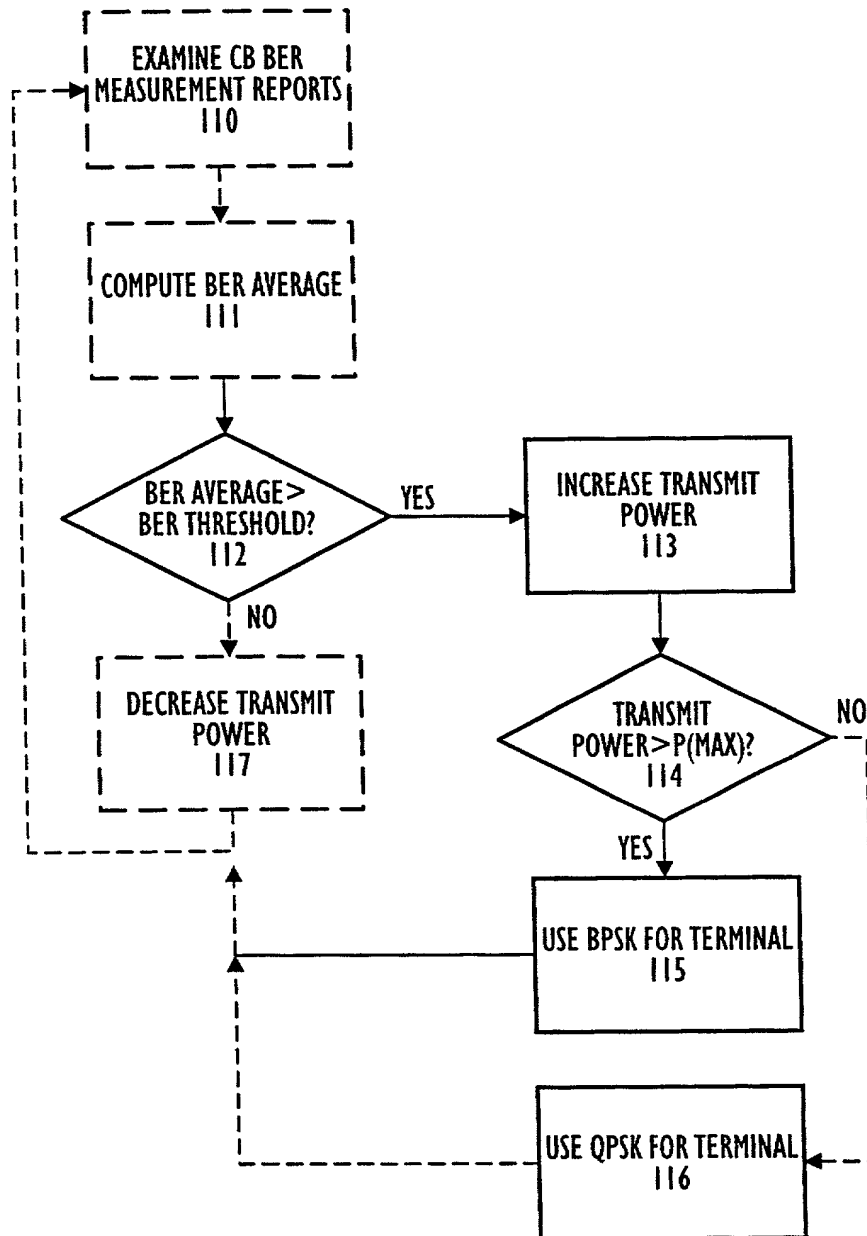 EXAMINE CB BER
MEASUREMENT REPORTS
110
COMPUTE BER AVERAGE
111
BER AVERAGE>
BER THRESHOLD?
112
YES
INCREASE TRANSMIT
POWER
113
NO
DECREASE TRANSMIT
POWER
117
TRANSMIT
POWER>P(MAX)?
114
NO
YES
USE BPSK FOR TERMINAL
115
USE QPSK FOR TERMINAL
116